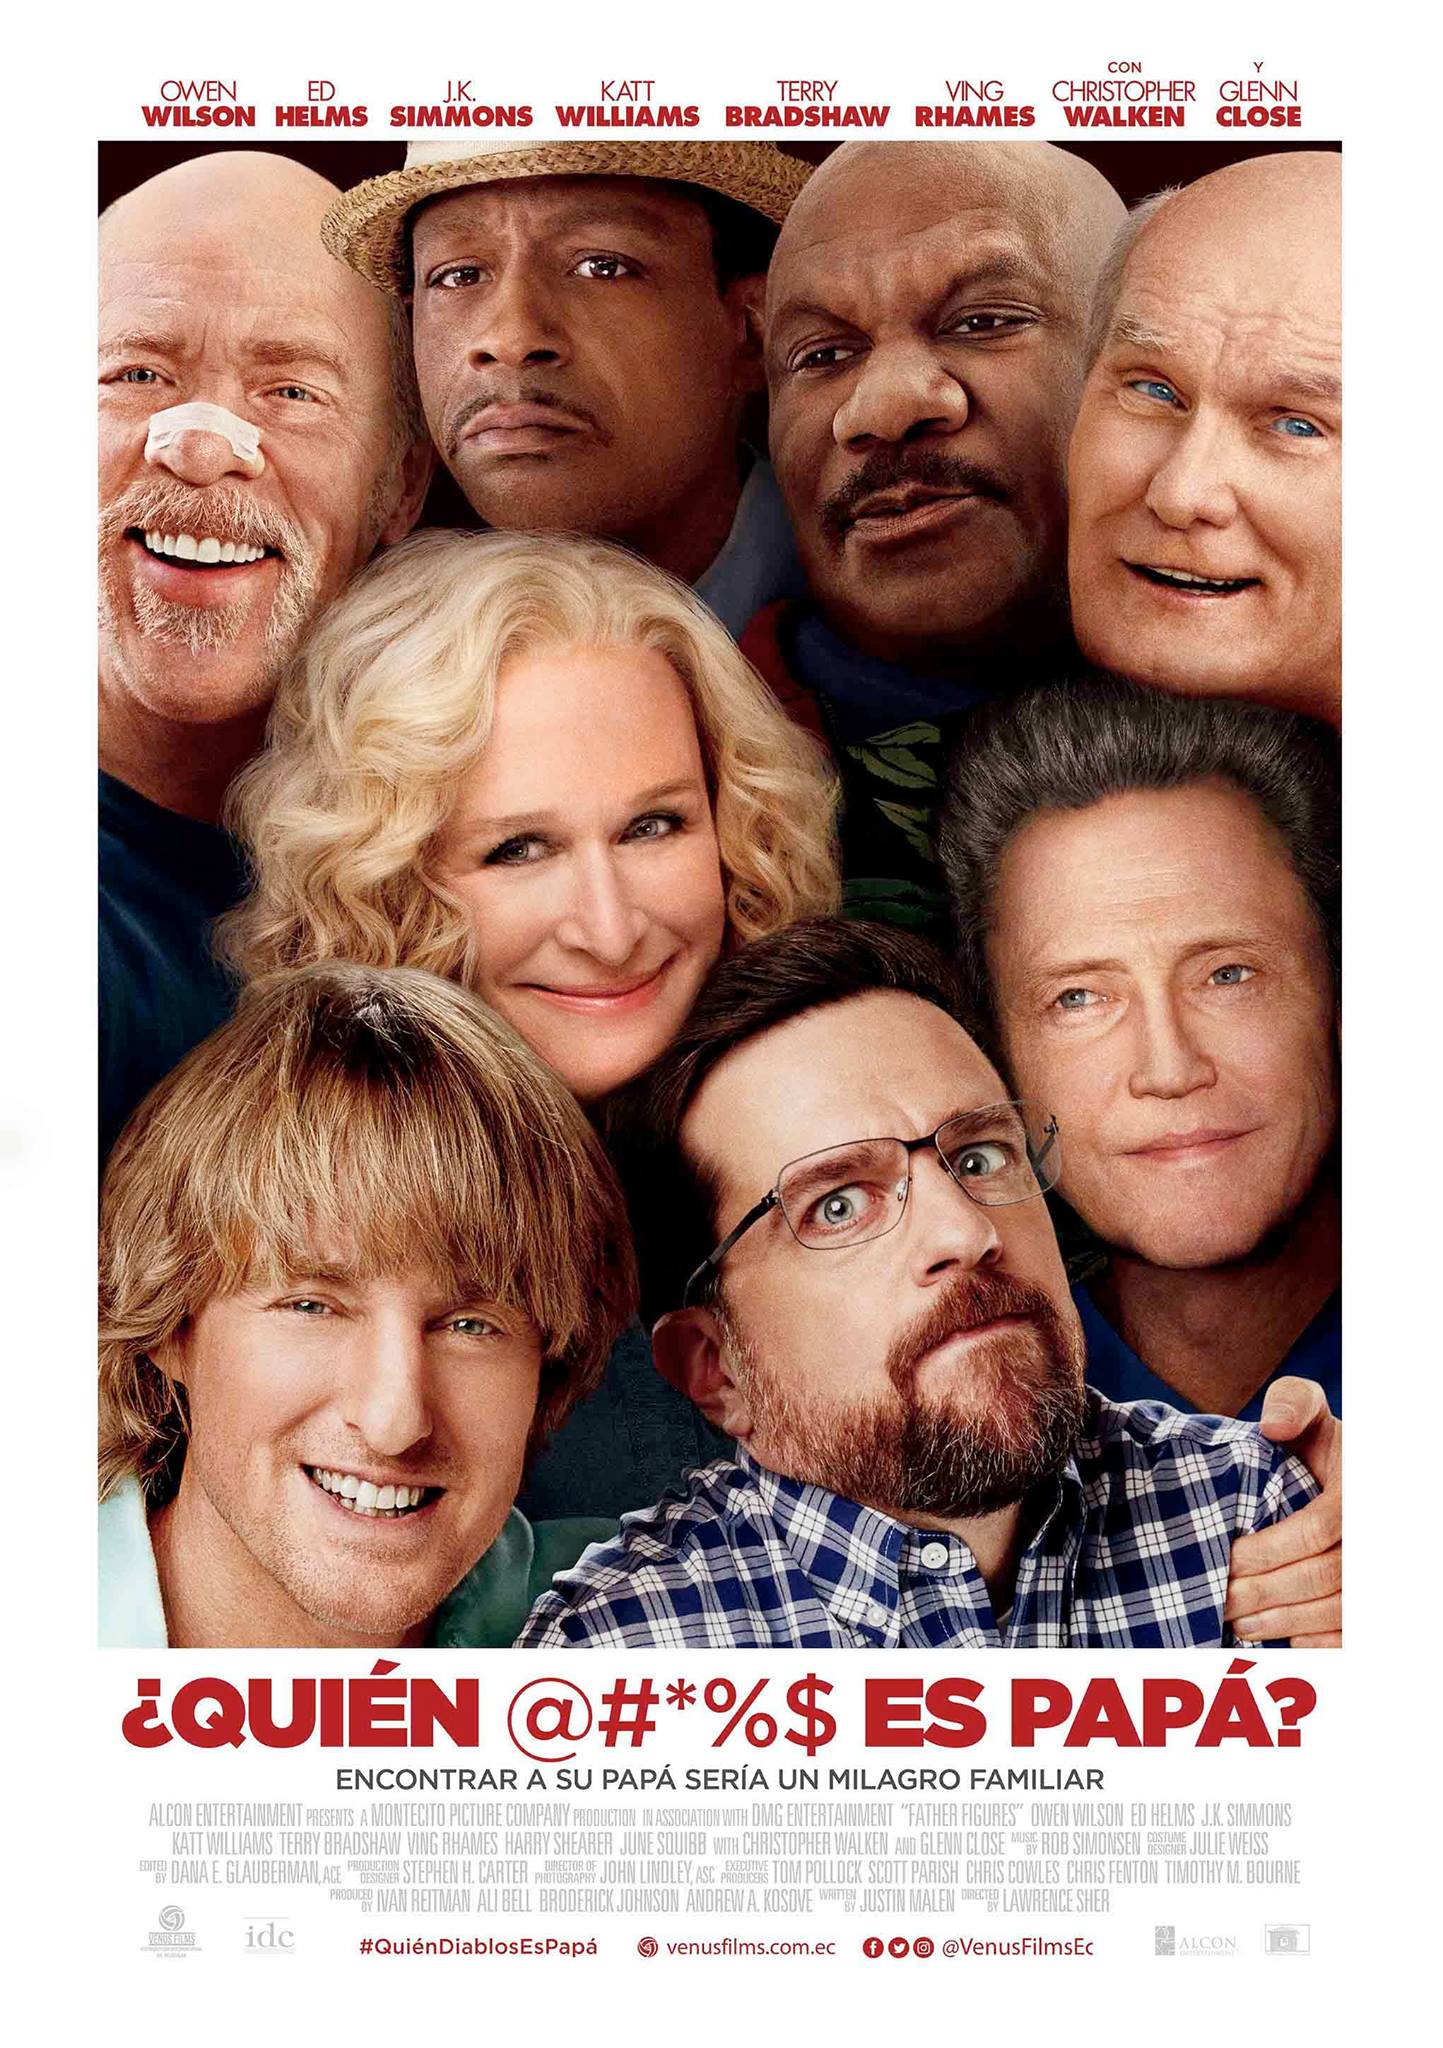 CON Y
OWEN ED J.K. KATT TERRY VING CHRISTOPHER GLENN
WILSON HELMS SIMMONS WILLIAMS BRADSHAW RHAMES WALKEN CLOSE
¿QUIÉN @#*%$ ES PAPÁ?
ENCONTRAR A SU PAPÁ SERÍA UN MILAGRO FAMILIAR
ALCON ENTERTAINMENT PRESENTS A MONTECITO PICTURE COMPANY PRODUCTION IN ASSOCIATION WITH DMG ENTERTAINMENT "FATHER FIGURES" OWEN WILSON ED HELMS J.K. SIMMONS
KATT WILLIAMS TERRY BRADSHAW VING RHAMES HARRY SHEARER JUNE SQUIBB WITH CHRISTOPHER WALKEN AND GLENN CLOSE MUSIC BY ROB SIMONSEN COSTUME DESIGNER JULIE WEISS
EDITED BY DANA E. GLAUBERMAN, ACE PRODUCTION DESIGNER STEPHEN H. CARTER DIRECTOR OF PHOTOGRAPHY JOHN LINDLEY, ASC EXECUTIVE PRODUCERS TOM POLLOCK SCOTT PARISH CHRIS COWLES CHRIS FENTON TIMOTHY M. BOURNE
PRODUCED BY IVAN REITMAN ALI BELL BRODERICK JOHNSON ANDREW A. KOSOVE WRITTEN BY JUSTIN MALEN DIRECTED BY LAWRENCE SHER
VENUS FILMS idc #QuiénDiablosEsPapá venusfilms.com.ec @VenusFilmsEc ALCON
ENTERTAINMENT